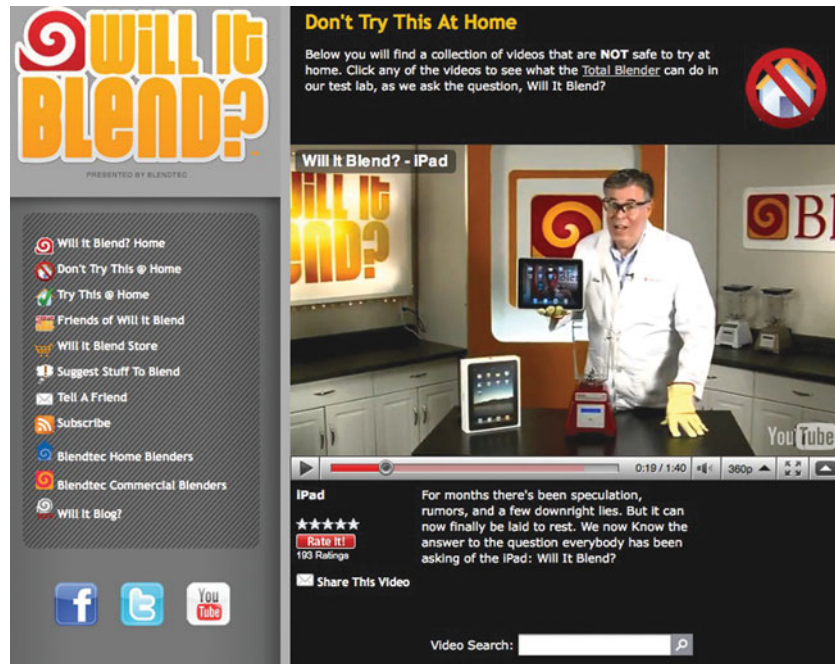 Will it
Blend?
PRESENTED BY BLENDTEC
Will It Blend? Home
Don't Try This @ Home
Try This @ Home
Friends of Will It Blend
Will It Blend Store
Suggest Stuff To Blend
Tell A Friend
Subscribe
Blendtec Home Blenders
Blendtec Commercial Blenders
Will It Blog?
f
t
You
Tube
Don't Try This At Home
Below you will find a collection of videos that are NOT safe to try at
home. Click any of the videos to see what the Total Blender can do in
our test lab, as we ask the question, Will It Blend?
Will It Blend? - iPad
Bl
YouTube
0:19 / 1:40
360p
iPad
Rate It!
193 Ratings
Share This Video
For months there's been speculation,
rumors, and a few downright lies. But it can
now finally be laid to rest. We now Know the
answer to the question everybody has been
asking of the iPad: Will It Blend?
Video Search: